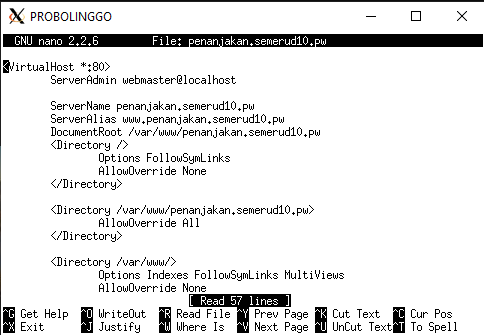 PROBOLINGGO
GNU nano 2.2.6 File: penanjakan.semerud10.pw
<VirtualHost *:80>
ServerAdmin webmaster@localhost
ServerName penanjakan.semerud10.pw
ServerAlias www.penanjakan.semerud10.pw
DocumentRoot /var/www/penanjakan.semerud10.pw
<Directory />
Options FollowSymLinks
AllowOverride None
</Directory>
<Directory /var/www/penanjakan.semerud10.pw>
AllowOverride All
</Directory>
<Directory /var/www/>
Options Indexes FollowSymLinks MultiViews
AllowOverride None
[ Read 57 lines ]
^G Get Help ^O WriteOut ^R Read File ^Y Prev Page ^K Cut Text ^C Cur Pos
^X Exit ^J Justify ^W Where Is ^V Next Page ^U UnCut Text ^T To Spell